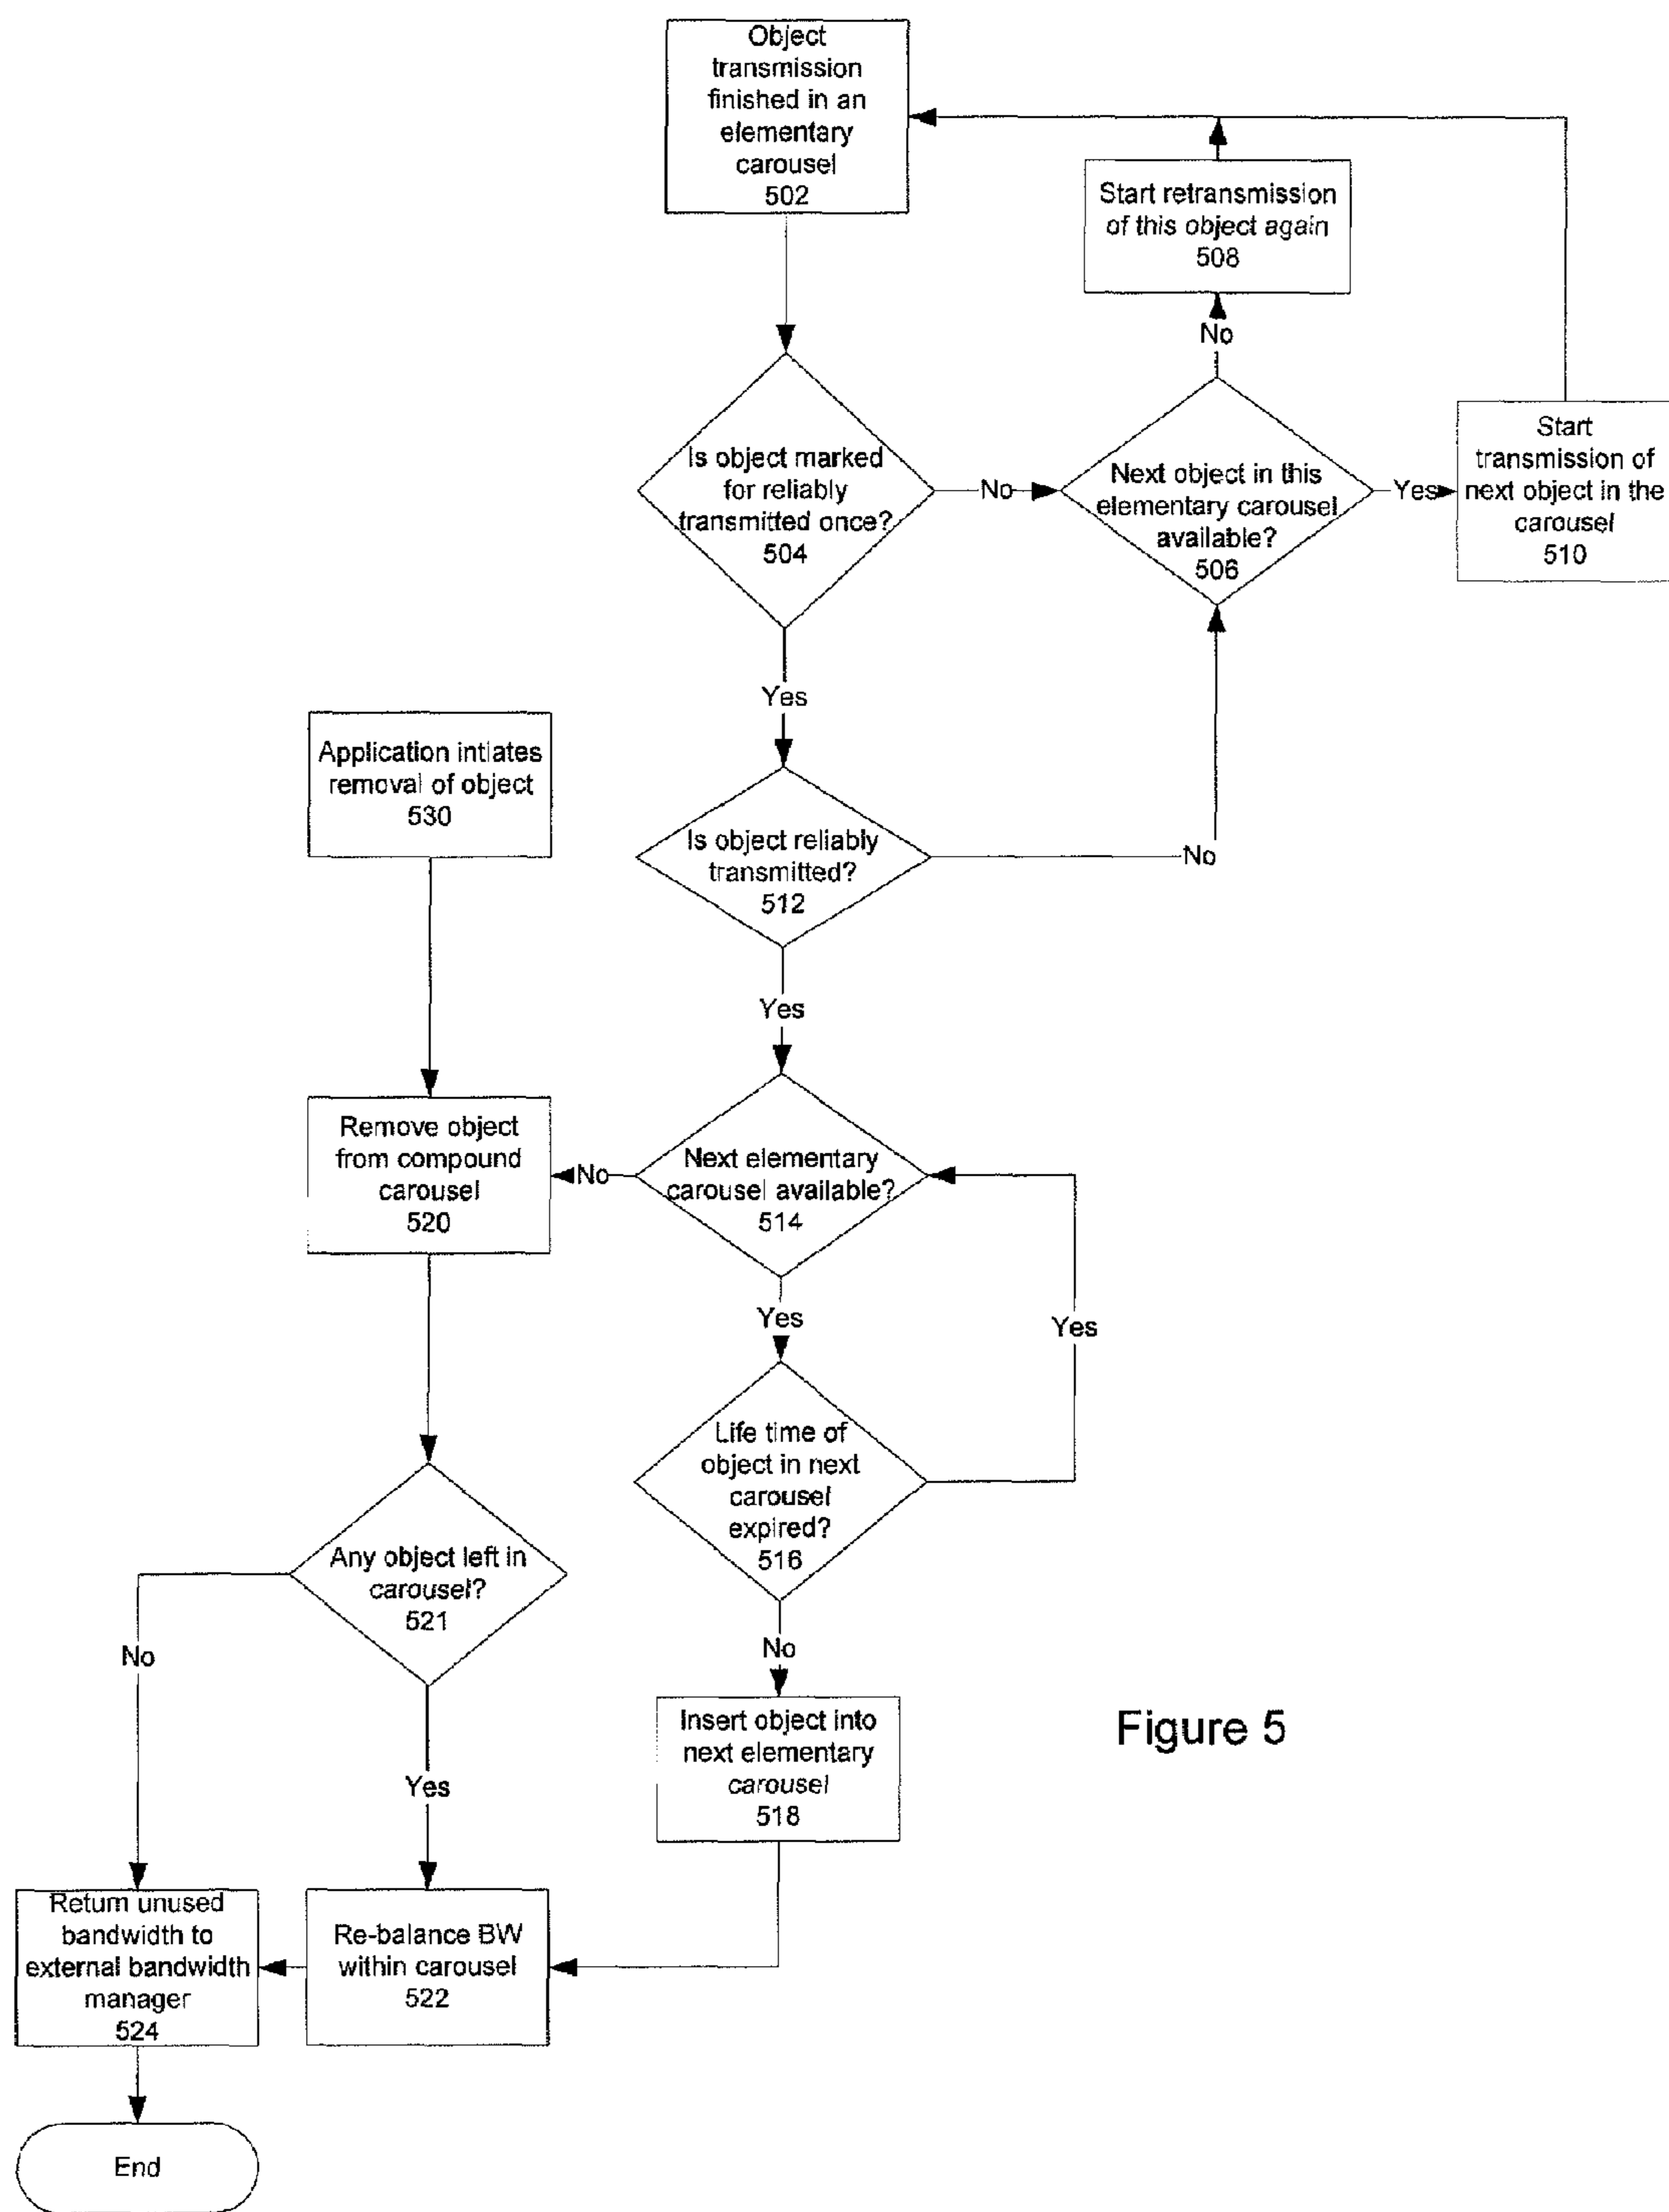 Object
transmission
finished in an
elementary
carousel
502
Start retransmission
of this object again
508
No
Is object marked
for reliably
transmitted once?
504
No
Next object in this
elementary carousel
available?
506
Yes
Start
transmission of
next object in the
carousel
510
Yes
Application intiates
removal of object
530
Is object reliably
transmitted?
512
No
Yes
Remove object
from compound
carousel
520
No
Next elementary
carousel available?
514
Yes
Yes
Life time of
object in next
carousel
expired?
516
Any object left in
carousel?
521
No
No
Insert object into
next elementary
carousel
518
Figure 5
Yes
Return unused
bandwidth to
external bandwidth
manager
524
Re-balance BW
within carousel
522
End